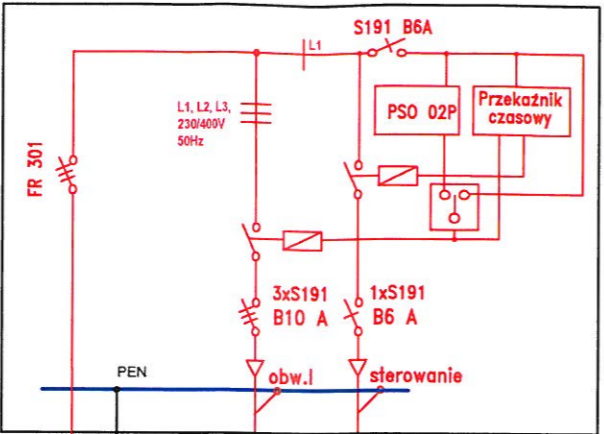 S191 B6A
L1
L1, L2, L3,
230/400V
50Hz
PSO 02P
Przekaźnik
czasowy
FR 301
3xS191
B10 A
1xS191
B6 A
PEN
obw.I
sterowanie